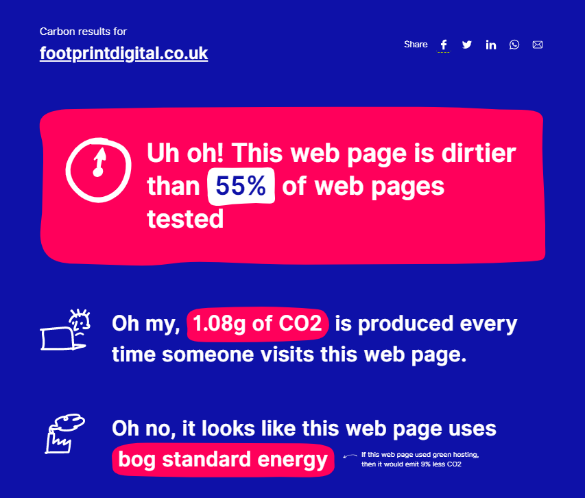 Carbon results for
footprintdigital.co.uk
Share
Uh oh! This web page is dirtier
than 55% of web pages
tested
Oh my, 1.08g of CO2 is produced every
time someone visits this web page.
Oh no, it looks like this web page uses
bog standard energy
If this web page used green hosting,
then it would emit 9% less CO2